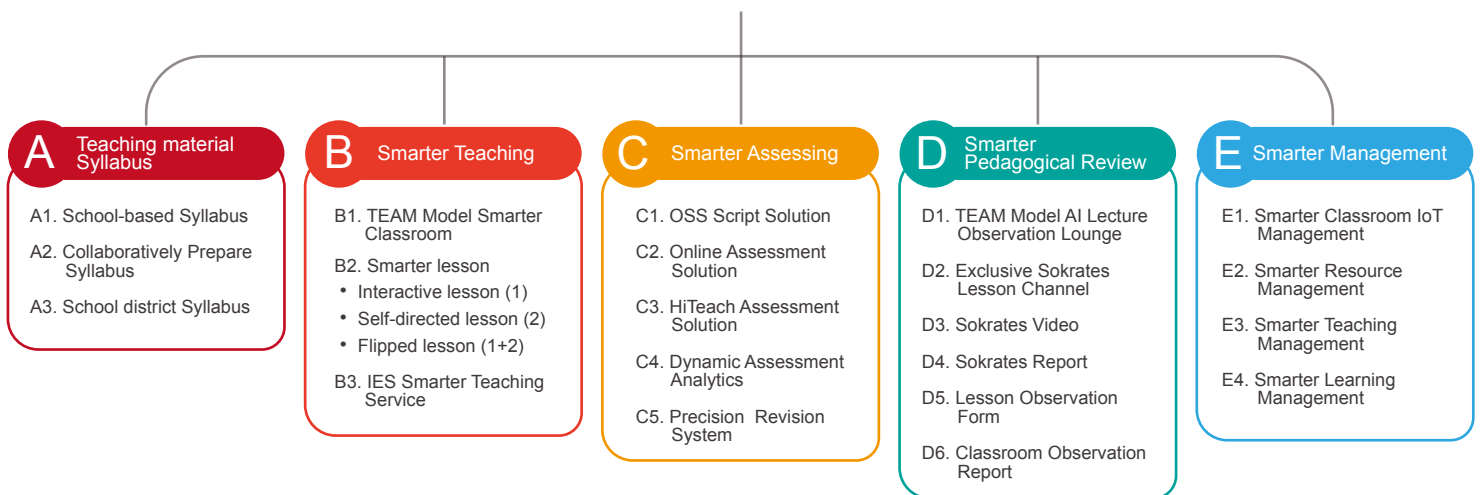 A
Teaching material
Syllabus
A1. School-based Syllabus
A2. Collaboratively Prepare
Syllabus
A3. School district Syllabus
B
Smarter Teaching
B1. TEAM Model Smarter
Classroom
B2. Smarter lesson
• Interactive lesson (1)
• Self-directed lesson (2)
• Flipped lesson (1+2)
B3. IES Smarter Teaching
Service
C
Smarter Assessing
C1. OSS Script Solution
C2. Online Assessment
Solution
C3. HiTeach Assessment
Solution
C4. Dynamic Assessment
Analytics
C5. Precision Revision
System
D
Smarter
Pedagogical Review
D1. TEAM Model AI Lecture
Observation Lounge
D2. Exclusive Sokrates
Lesson Channel
D3. Sokrates Video
D4. Sokrates Report
D5. Lesson Observation
Form
D6. Classroom Observation
Report
E
Smarter Management
E1. Smarter Classroom IoT
Management
E2. Smarter Resource
Management
E3. Smarter Teaching
Management
E4. Smarter Learning
Management